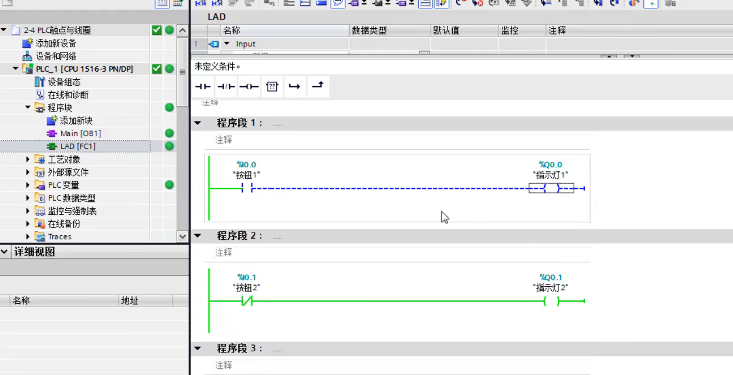 LAD
名称 数据类型 默认值 监控 注释
1 Input
未定义条件。
注释
程序段 1： .....
注释
%I0.0
"按钮1"
%Q0.0
"指示灯1"
程序段 2： .....
注释
%I0.1
"按钮2"
%Q0.1
"指示灯2"
程序段 3： .....
注释
2-4 PLC触点与线圈
添加新设备
设备和网络
PLC_1 [CPU 1516-3 PN/DP]
设备组态
在线和诊断
程序块
添加新块
Main [OB1]
LAD [FC1]
工艺对象
外部源文件
PLC 变量
PLC 数据类型
监控与强制表
在线备份
Traces
详细视图
名称 地址